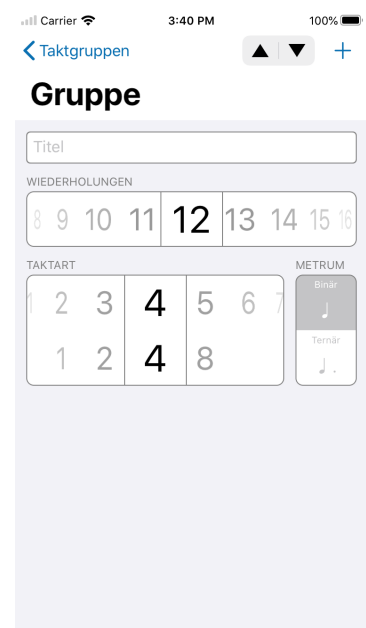 Carrier 3:40 PM 100%
Taktgruppen
Gruppe
Titel
WIEDERHOLUNGEN
8 9 10 11 12 13 14 15 16
TAKTART METRUM
1 2 3 4 5 6 7
Binär
1 2 4 8
Ternär